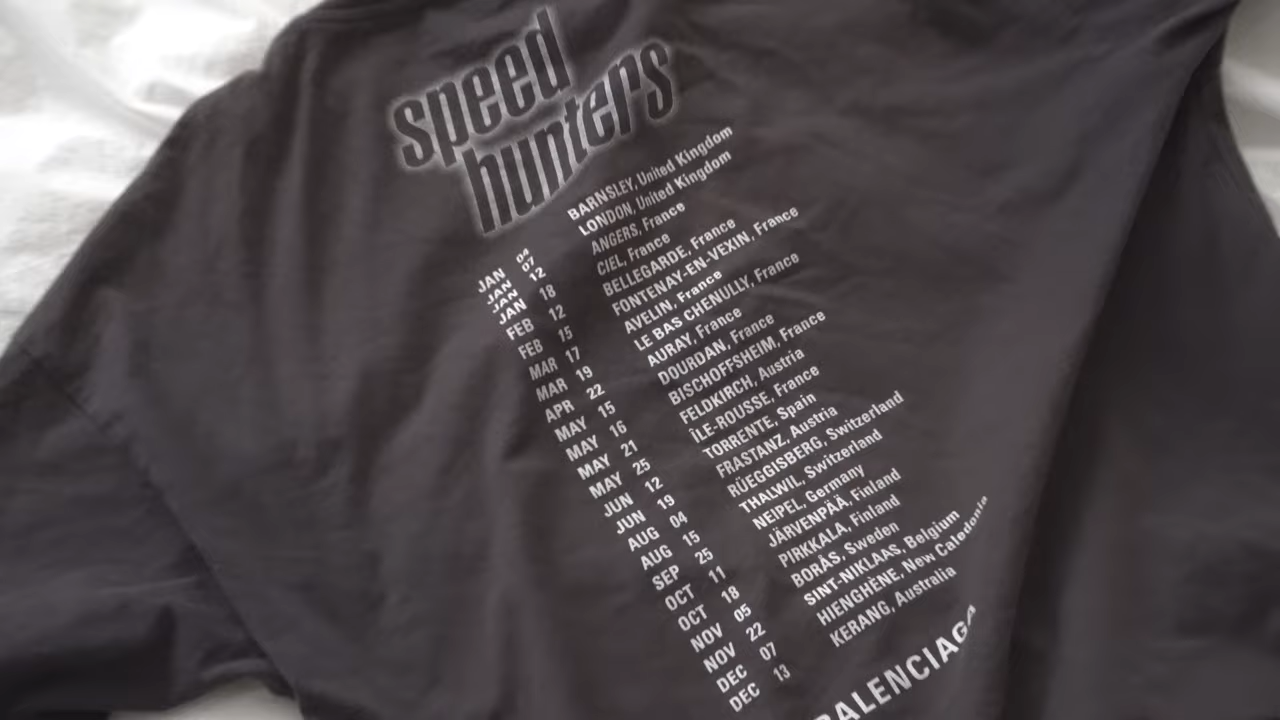 speed
hunters
JAN 04 BARNSLEY, United Kingdom
JAN 07 LONDON, United Kingdom
JAN 12 ANGERS, France
JAN 18 CIEL, France
FEB 12 BELLEGARDE, France
FEB 15 FONTENAY-EN-VEXIN, France
MAR 17 AVELIN, France
MAR 19 LE BAS CHENULLY, France
APR 22 AURAY, France
MAY 15 DOURDAN, France
MAY 16 BISCHOFFSHEIM, France
MAY 21 FELDKIRCH, Austria
MAY 25 ÎLE-ROUSSE, France
JUN 12 TORRENTE, Spain
JUN 19 FRASTANZ, Austria
AUG 04 RÜEGGISBERG, Switzerland
AUG 15 THALWIL, Switzerland
SEP 25 NEIPEL, Germany
OCT 11 JÄRVENPÄÄ, Finland
OCT 18 PIRKKALA, Finland
NOV 05 BORÅS, Sweden
NOV 22 SINT-NIKLAAS, Belgium
DEC 07 HIENGHÈNE, New Caledonia
DEC 13 KERANG, Australia
BALENCIAGA